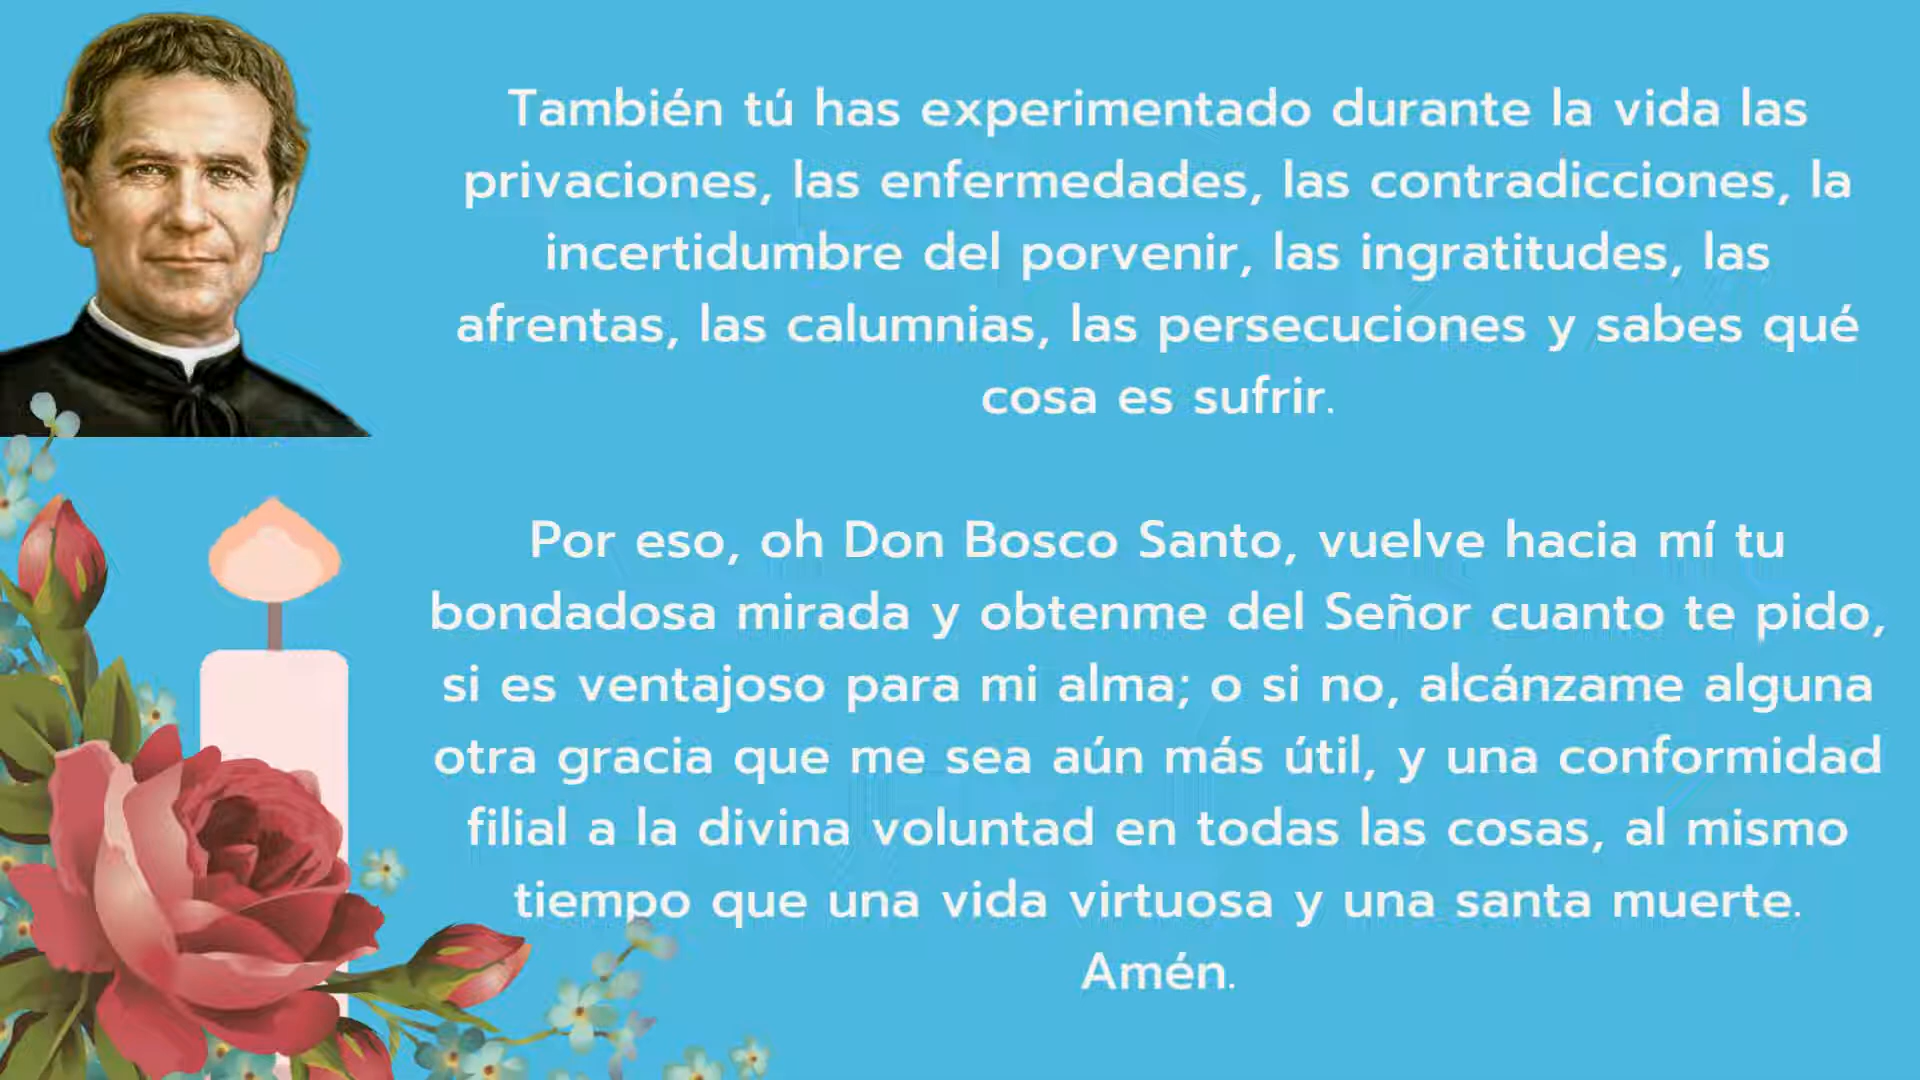 También tú has experimentado durante la vida las
privaciones, las enfermedades, las contradicciones, la
incertidumbre del porvenir, las ingratitudes, las
afrentas, las calumnias, las persecuciones y sabes qué
cosa es sufrir.
Por eso, oh Don Bosco Santo, vuelve hacia mí tu
bondadosa mirada y obtenme del Señor cuanto te pido,
si es ventajoso para mi alma; o si no, alcánzame alguna
otra gracia que me sea aún más útil, y una conformidad
filial a la divina voluntad en todas las cosas, al mismo
tiempo que una vida virtuosa y una santa muerte.
Amén.